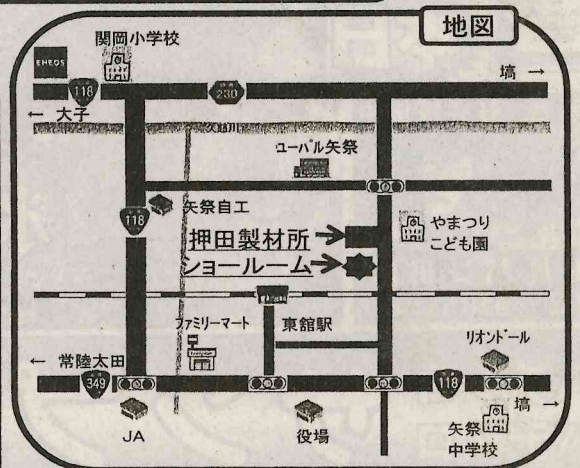 地図
関岡小学校
ENEOS
118
230
塙 →
← 大子
久慈川
ユーパル矢祭
矢祭自工
118
やまつり
こども園
押田製材所
ショールーム
ファミリーマート
東舘駅
リオンドール
← 常陸太田
349
118
塙
→
JA
役場
矢祭
中学校